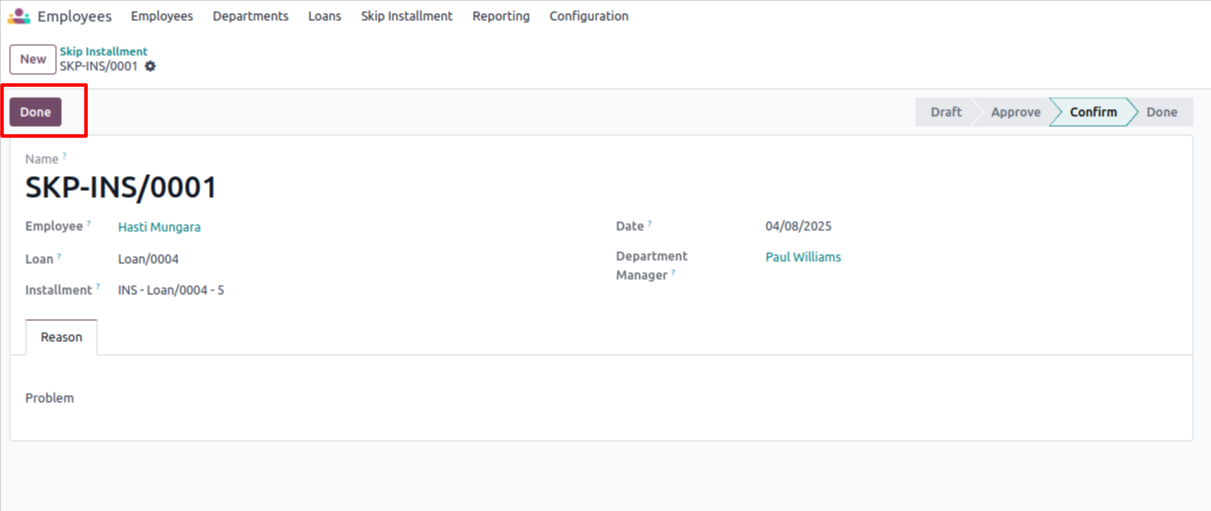 Employees Employees Departments Loans Skip Installment Reporting Configuration
New Skip Installment
SKP-INS/0001
Done Draft Approve Confirm Done
Name ?
SKP-INS/0001
Employee ? Hasti Mungara Date ? 04/08/2025
Loan ? Loan/0004 Department Manager ? Paul Williams
Installment ? INS - Loan/0004 - 5
Reason
Problem